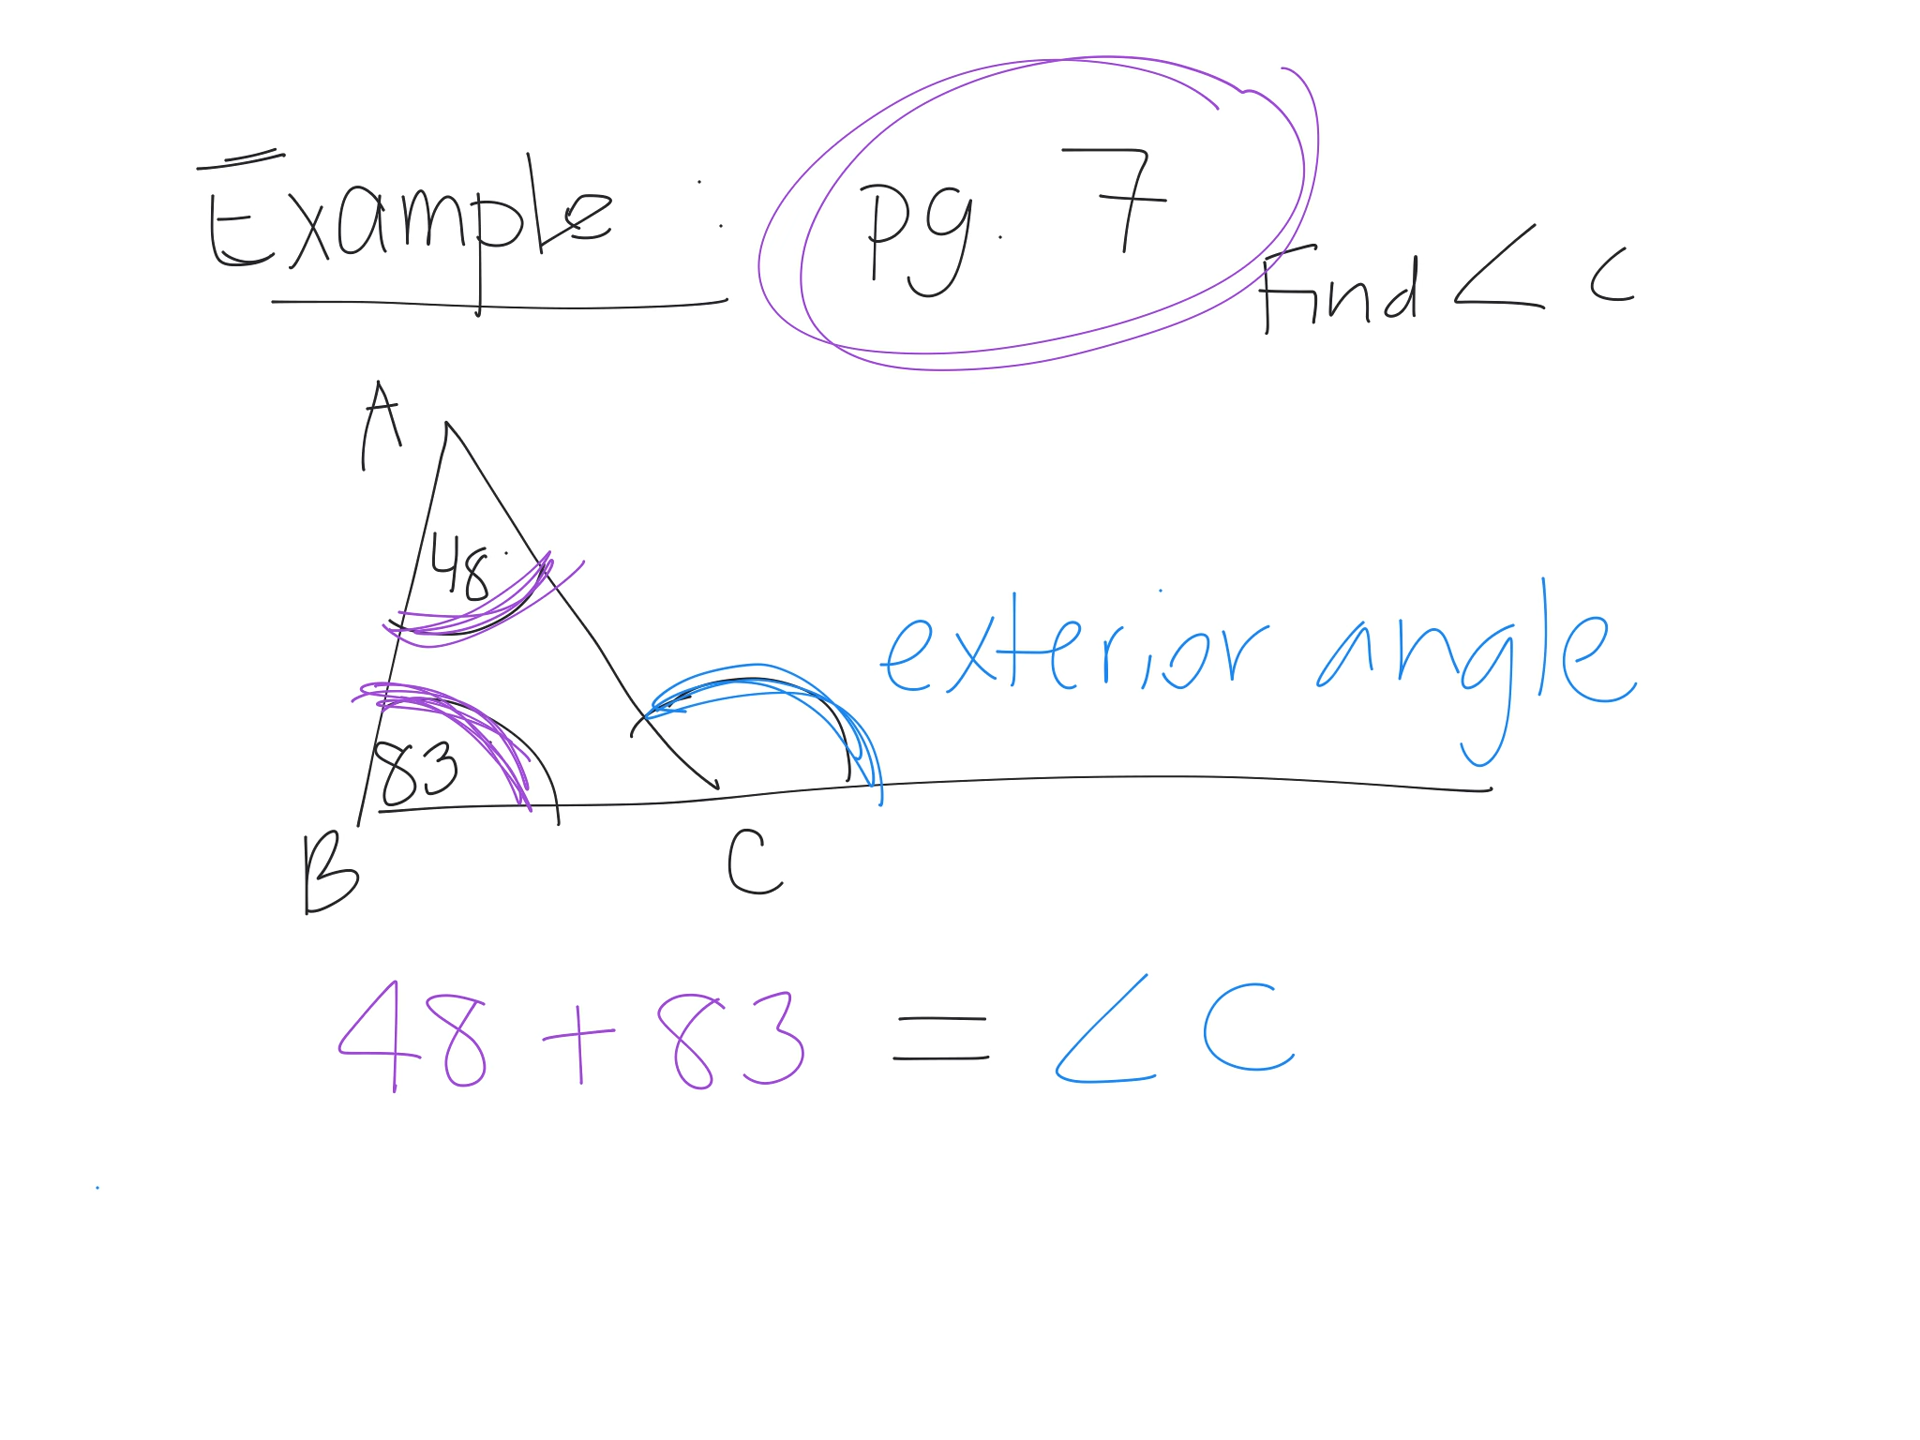 Example : pg. 7
Find ∠ C
A
48
exterior angle
83
B
C
48 + 83 = ∠ C